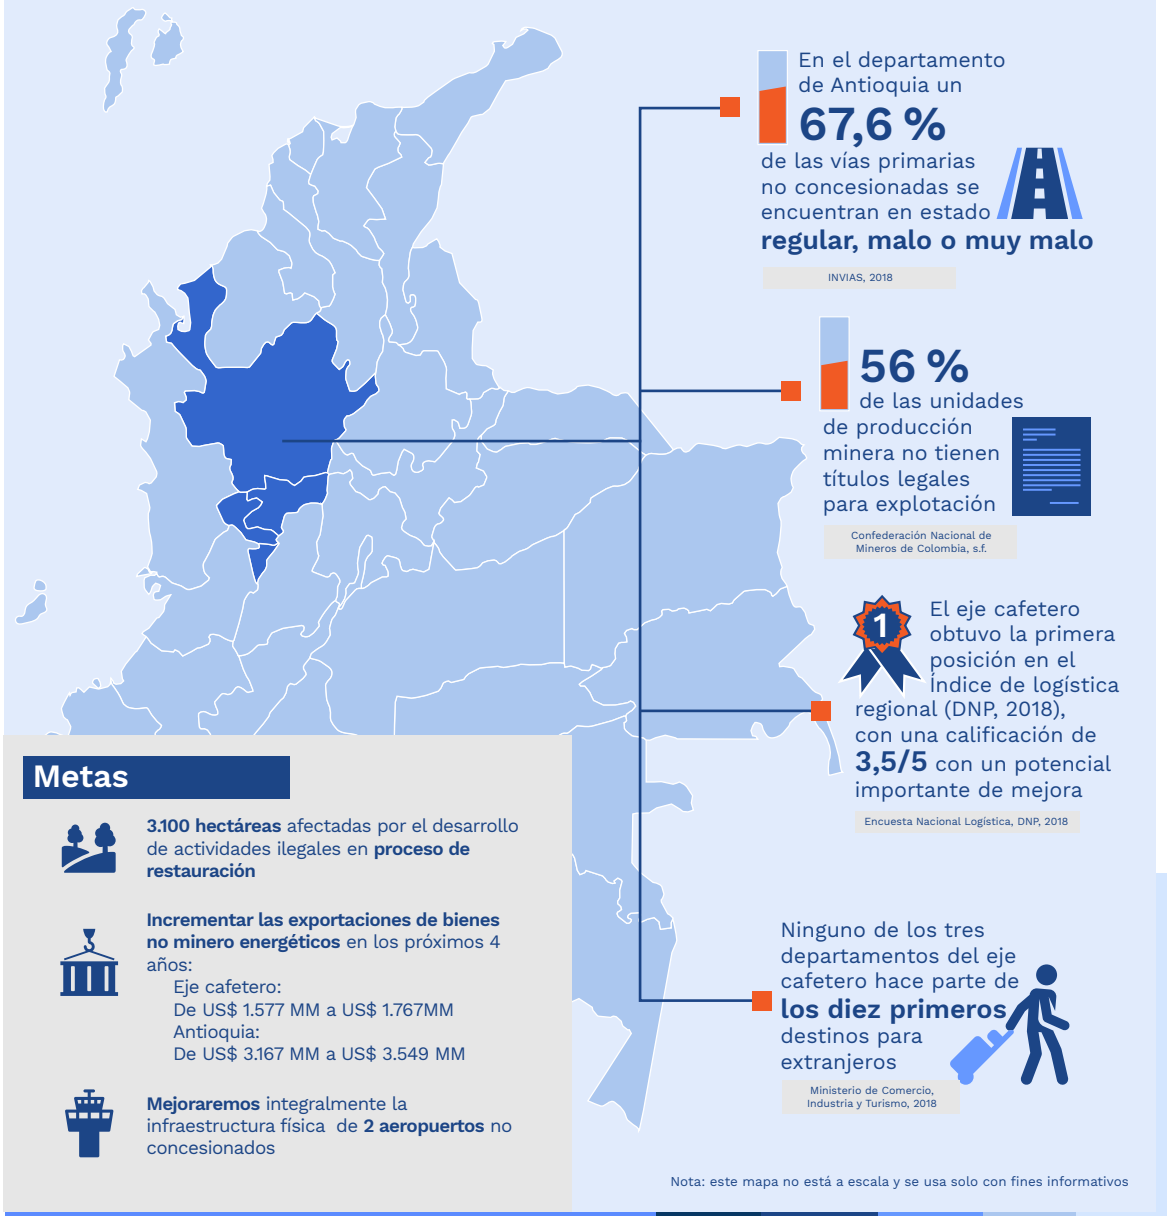 En el departamento
de Antioquia un
67,6 %
de las vías primarias
no concesionadas se
encuentran en estado
regular, malo o muy malo
INVIAS, 2018
56 %
de las unidades
de producción
minera no tienen
títulos legales
para explotación
Confederación Nacional de
Mineros de Colombia, s.f.
1
El eje cafetero
obtuvo la primera
posición en el
Índice de logística
regional (DNP, 2018),
con una calificación de
3,5/5 con un potencial
importante de mejora
Encuesta Nacional Logística, DNP, 2018
Ninguno de los tres
departamentos del eje
cafetero hace parte de
los diez primeros
destinos para
extranjeros
Ministerio de Comercio,
Industria y Turismo, 2018
Metas
3.100 hectáreas afectadas por el desarrollo
de actividades ilegales en proceso de
restauración
Incrementar las exportaciones de bienes
no minero energéticos en los próximos 4
años:
Eje cafetero:
De US$ 1.577 MM a US$ 1.767MM
Antioquia:
De US$ 3.167 MM a US$ 3.549 MM
Mejoraremos integralmente la
infraestructura física de 2 aeropuertos no
concesionados
Nota: este mapa no está a escala y se usa solo con fines informativos